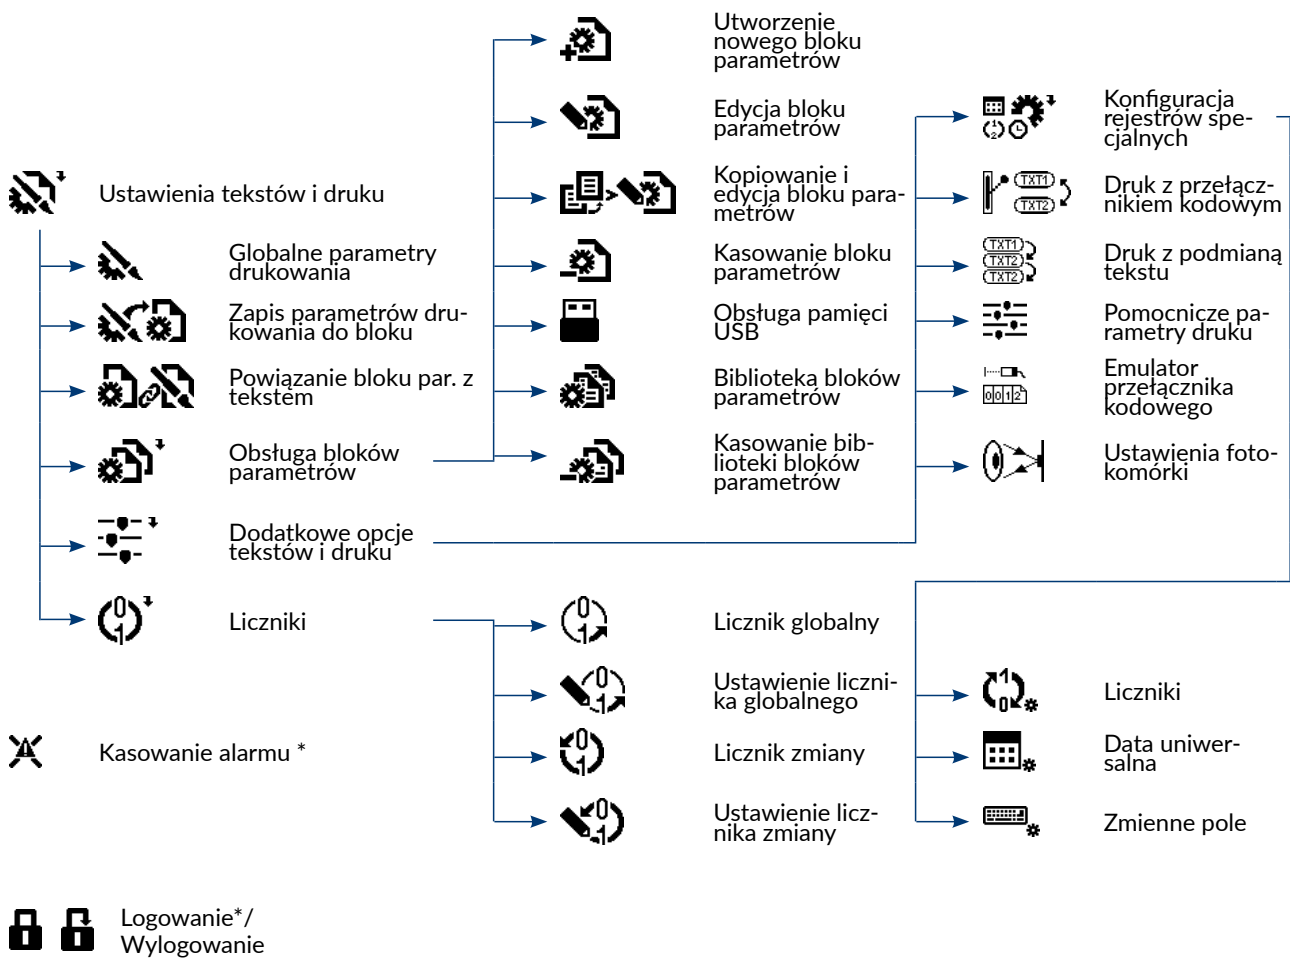 Utworzenie
nowego bloku
parametrów
Edycja bloku
parametrów
Konfiguracja
rejestrów spe-
cjalnych
Ustawienia tekstów i druku
Kopiowanie i
edycja bloku para-
metrów
Druk z przełącz-
nikiem kodowym
TXT1
TXT2
Globalne parametry
drukowania
Kasowanie bloku
parametrów
Druk z podmianą
tekstu
TXT1
TXT2
TXT2
Zapis parametrów dru-
kowania do bloku
Obsługa pamięci
USB
Pomocnicze pa-
rametry druku
Powiązanie bloku par. z
tekstem
Biblioteka bloków
parametrów
Emulator
przełącznika
kodowego
0012
Obsługa bloków
parametrów
Kasowanie bib-
lioteki bloków
parametrów
Ustawienia foto-
komórki
Dodatkowe opcje
tekstów i druku
Liczniki
Licznik globalny
Ustawienie liczni-
ka globalnego
Liczniki
Kasowanie alarmu *
Licznik zmiany
Data uniwer-
salna
Ustawienie licz-
nika zmiany
Zmienne pole
Logowanie*/
Wylogowanie